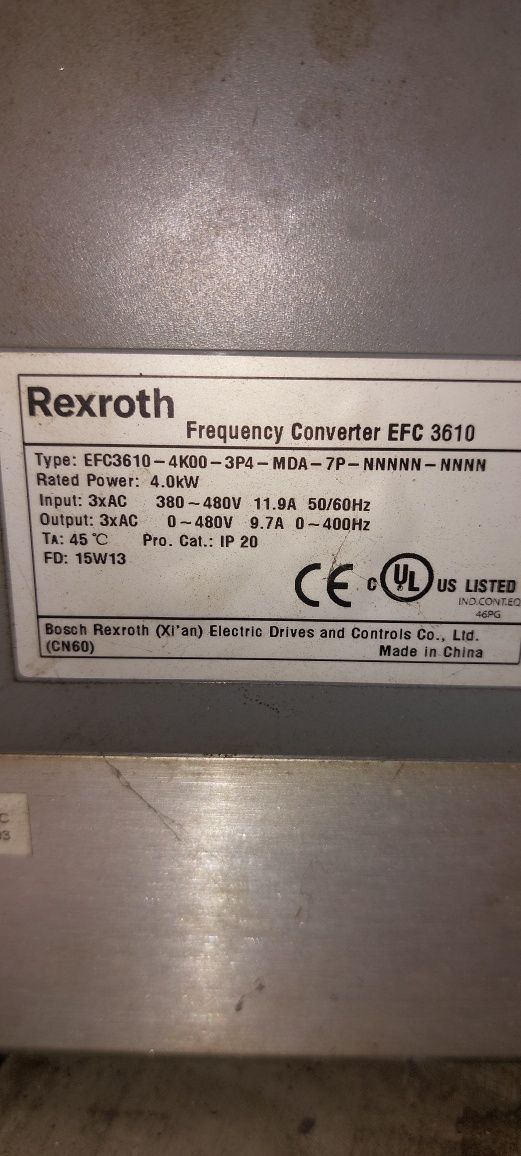 Rexroth
Frequency Converter EFC 3610
Type: EFC3610-4K00-3P4-MDA-7P-NNNNN-NNNN
Rated Power: 4.0kW
Input: 3xAC 380~480V 11.9A 50/60Hz
Output: 3xAC 0~480V 9.7A 0~400Hz
TA: 45℃ Pro. Cat.: IP 20
FD: 15W13
CE C UL US LISTED
IND.CONT.EQ
46PG
Bosch Rexroth (Xi'an) Electric Drives and Controls Co., Ltd.
(CN60) Made in China
C
03